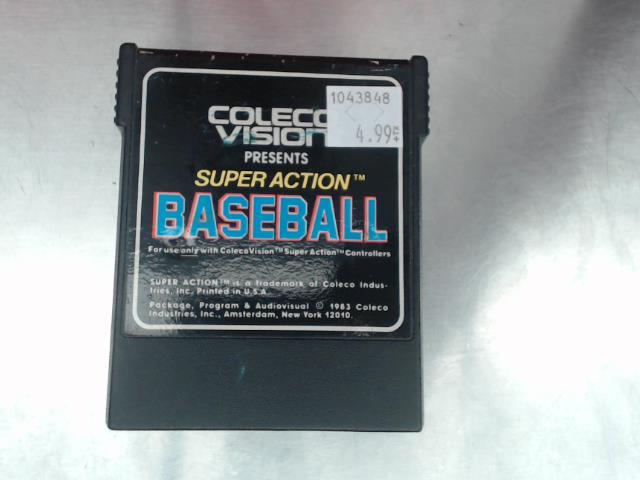 1043848
4.99
COLECO
VISION
PRESENTS
SUPER ACTION™
BASEBALL
For use only with ColecoVision™ Super Action™ Controllers
SUPER ACTION™ is a trademark of Coleco Indus-
tries, Inc. Printed in U.S.A.
Package, Program & Audiovisual © 1983 Coleco
Industries, Inc., Amsterdam, New York 12010.